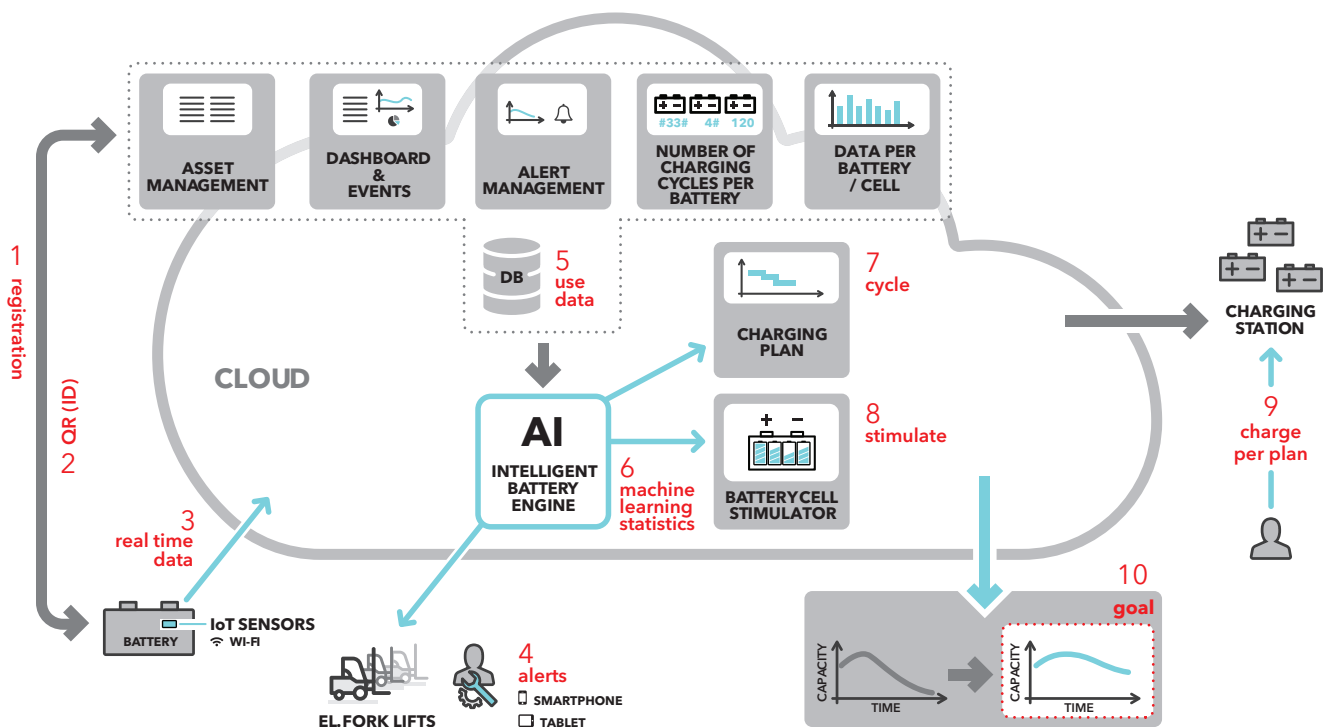 ASSET
MANAGEMENT
DASHBOARD
&
EVENTS
ALERT
MANAGEMENT
#33# 4# 120
NUMBER OF
CHARGING
CYCLES PER
BATTERY
DATA PER
BATTERY
/ CELL
1
registration
2 QR (ID)
DB
5
use
data
7
cycle
CHARGING
PLAN
CHARGING
STATION
CLOUD
AI
INTELLIGENT
BATTERY
ENGINE
6
machine
learning
statistics
+ −
8
stimulate
BATTERY CELL
STIMULATOR
9
charge
per plan
3
real time
data
BATTERY
IoT SENSORS
WI-FI
EL. FORK LIFTS
4
alerts
SMARTPHONE
TABLET
10
goal
CAPACITY
TIME
CAPACITY
TIME